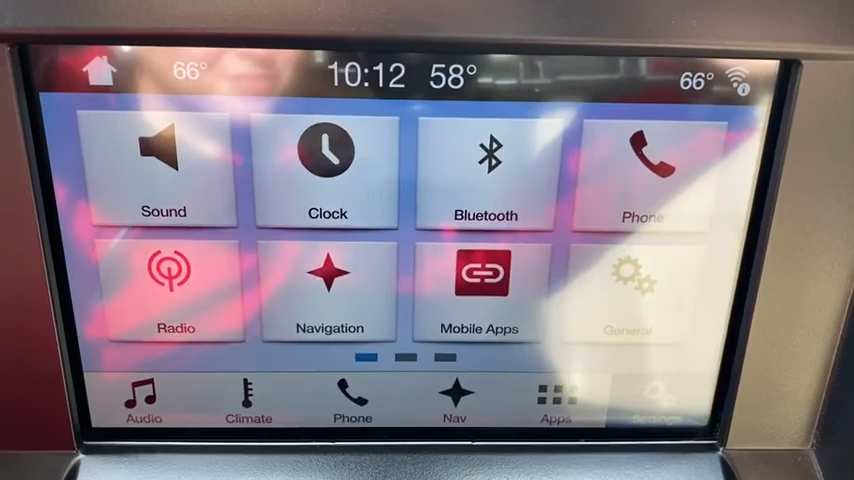 66° 10:12 58° 66°
Sound Clock Bluetooth Phone
Radio Navigation Mobile Apps General
Audio Climate Phone Nav Apps Settings